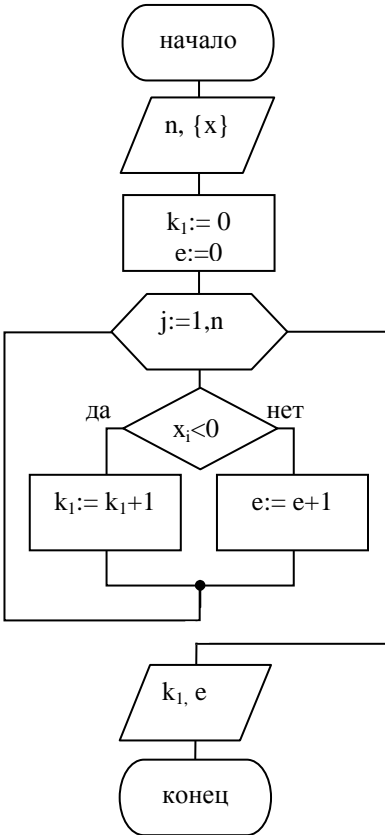 начало
n, {x}
k₁:= 0
e:=0
j:=1,n
да
нет
xᵢ<0
k₁:= k₁+1
e:= e+1
k₁, e
конец